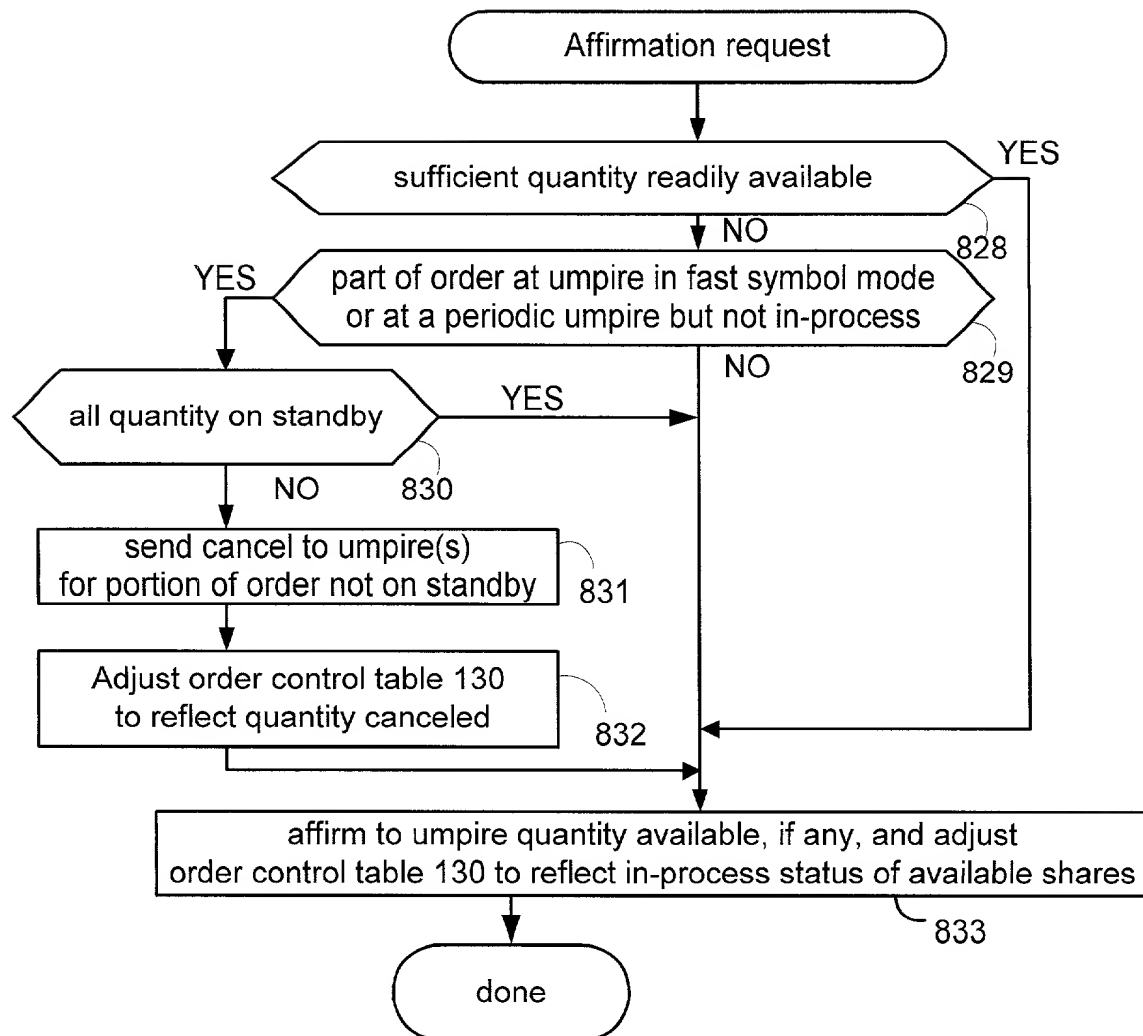 Affirmation request
YES
sufficient quantity readily available
828
NO
YES
part of order at umpire in fast symbol mode
or at a periodic umpire but not in-process
829
NO
YES
all quantity on standby
830
NO
send cancel to umpire(s)
for portion of order not on standby
831
Adjust order control table 130
to reflect quantity canceled
832
affirm to umpire quantity available, if any, and adjust
order control table 130 to reflect in-process status of available shares
833
done